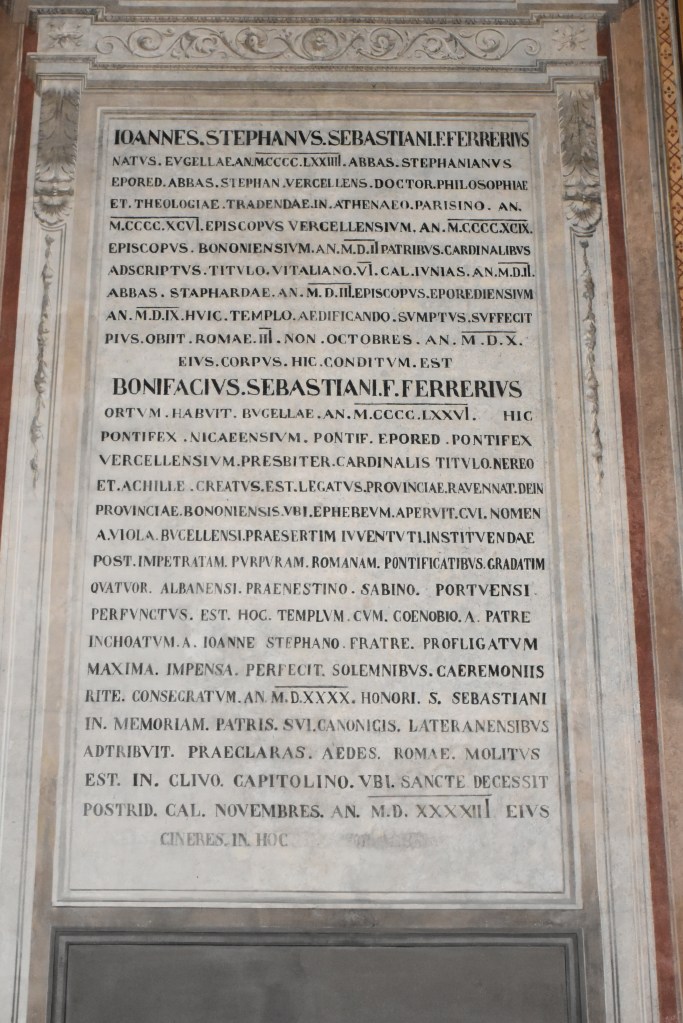 IOANNES.STEPHANVS.SEBASTIANI.F.FERRERIVS
NATVS.EVGELLAE.AN.MCCCC.LXXIIII.ABBAS.STEPHANIANVS
EPORED.ABBAS.STEPHAN.VERCELLENS.DOCTOR.PHILOSOPHIAE
ET.THEOLOGIAE.TRADENDAE.IN.ATHENAEO.PARISINO. AN.
M.CCCC.XCVI.EPISCOPVS VERCELLENSIVM.AN.M.CCCC.XCIX.
EPISCOPVS. BONONIENSIVM.AN.M.D.II PATRIBVS.CARDINALIBVS
ADSCRIPTVS.TITVLO.VITALIANO.VI.CAL.IVNIAS.AN.M.D.II.
ABBAS. STAPHARDAE.AN.M.D.III.EPISCOPVS.EPOREDIENSIVM
AN.M.D.IX.HVIC.TEMPLO.AEDIFICANDO.SVMPTVS.SVFFECIT
PIVS.OBIIT.ROMAE.III.NON.OCTOBRES. AN. M.D.X.
EIVS.CORPVS.HIC.CONDITVM.EST
BONIFACIVS.SEBASTIANI.F.FERRERIVS
ORTVM.HABVIT.BVGELLAE.AN.M.CCCC.LXXVI. HIC
PONTIFEX.NICAEENSIVM.PONTIF.EPORED.PONTIFEX
VERCELLENSIVM.PRESBITER.CARDINALIS TITVLO.NEREO
ET.ACHILLE.CREATVS.EST.LEGATVS.PROVINCIAE.RAVENNAT.DEIN
PROVINCIAE.BONONIENSIS.VBI.EPHEBEVM.APERVIT.CVI.NOMEN
A.VIOLA.BVGELLENSI.PRAESERTIM IVVENTVTI.INSTITVENDAE
POST.IMPETRATAM.PVRPVRAM.ROMANAM.PONTIFICATIBVS.GRADATIM
QVATVOR. ALBANENSI.PRAENESTINO.SABINO. PORTVENSI
PERFVNCTVS. EST. HOC. TEMPLVM.CVM.COENOBIO.A. PATRE
INCHOATVM.A. IOANNE STEPHANO.FRATRE. PROFLIGATVM
MAXIMA. IMPENSA. PERFECIT. SOLEMNIBVS.CAEREMONIIS
RITE. CONSECRATVM.AN.M.D.XXXX. HONORI. S. SEBASTIANI
IN. MEMORIAM. PATRIS. SVI.CANONICIS. LATERANENSIBVS
ADTRIBVIT. PRAECLARAS. AEDES. ROMAE. MOLITVS
EST. IN. CLIVO. CAPITOLINO.VBI. SANCTE DECESSIT
POSTRID. CAL. NOVEMBRES. AN. M.D. XXXXIII EIVS
CINERES.IN.HOC